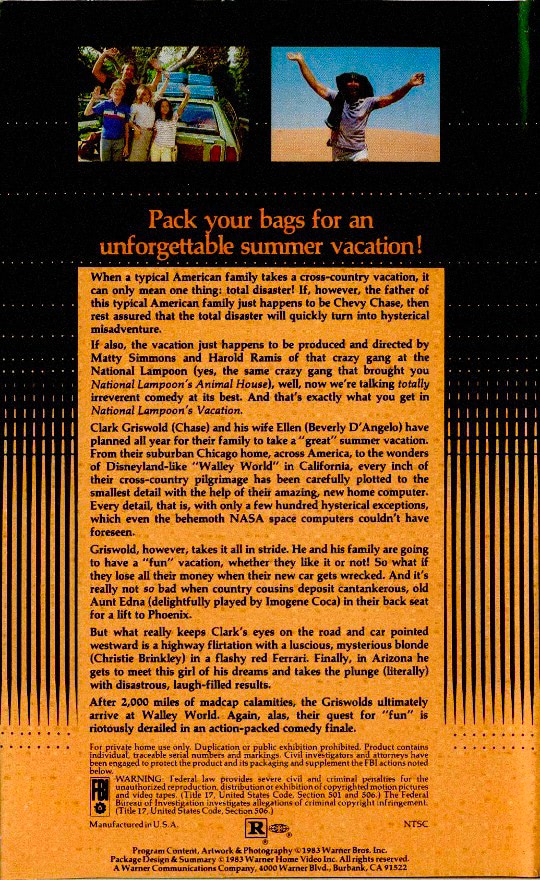 Pack your bags for an
unforgettable summer vacation!
When a typical American family takes a cross-country vacation, it
can only mean one thing: total disaster! If, however, the father of
this typical American family just happens to be Chevy Chase, then
rest assured that the total disaster will quickly turn into hysterical
misadventure.
If also, the vacation just happens to be produced and directed by
Matty Simmons and Harold Ramis of that crazy gang at the
National Lampoon (yes, the same crazy gang that brought you
National Lampoon's Animal House), well, now we're talking totally
irreverent comedy at its best. And that's exactly what you get in
National Lampoon's Vacation.
Clark Griswold (Chase) and his wife Ellen (Beverly D'Angelo) have
planned all year for their family to take a "great" summer vacation.
From their suburban Chicago home, across America, to the wonders
of Disneyland-like "Walley World" in California, every inch of
their cross-country pilgrimage has been carefully plotted to the
smallest detail with the help of their amazing, new home computer.
Every detail, that is, with only a few hundred hysterical exceptions,
which even the behemoth NASA space computers couldn't have
foreseen.
Griswold, however, takes it all in stride. He and his family are going
to have a "fun" vacation, whether they like it or not! So what if
they lose all their money when their new car gets wrecked. And it's
really not so bad when country cousins deposit cantankerous, old
Aunt Edna (delightfully played by Imogene Coca) in their back seat
for a lift to Phoenix.
But what really keeps Clark's eyes on the road and car pointed
westward is a highway flirtation with a luscious, mysterious blonde
(Christie Brinkley) in a flashy red Ferrari. Finally, in Arizona he
gets to meet this girl of his dreams and takes the plunge (literally)
with disastrous, laugh-filled results.
After 2,000 miles of madcap calamities, the Griswolds ultimately
arrive at Walley World. Again, alas, their quest for "fun" is
riotously derailed in an action-packed comedy finale.
For private home use only. Duplication or public exhibition prohibited. Product contains
individual, traceable serial numbers and markings. Civil investigators and attorneys have
been engaged to protect the product and its packaging and supplement the FBI actions noted
below.
FBI WARNING: Federal law provides severe civil and criminal penalties for the
unauthorized reproduction, distribution or exhibition of copyrighted motion pictures
and video tapes. (Title 17, United States Code, Section 501 and 506.) The Federal
Bureau of Investigation investigates allegations of criminal copyright infringement.
(Title 17, United States Code, Section 506.)
Manufactured in U.S.A. R NTSC
Program Content, Artwork & Photography ©1983 Warner Bros. Inc.
Package Design & Summary ©1983 Warner Home Video Inc. All rights reserved.
A Warner Communications Company, 4000 Warner Blvd., Burbank, CA 91522